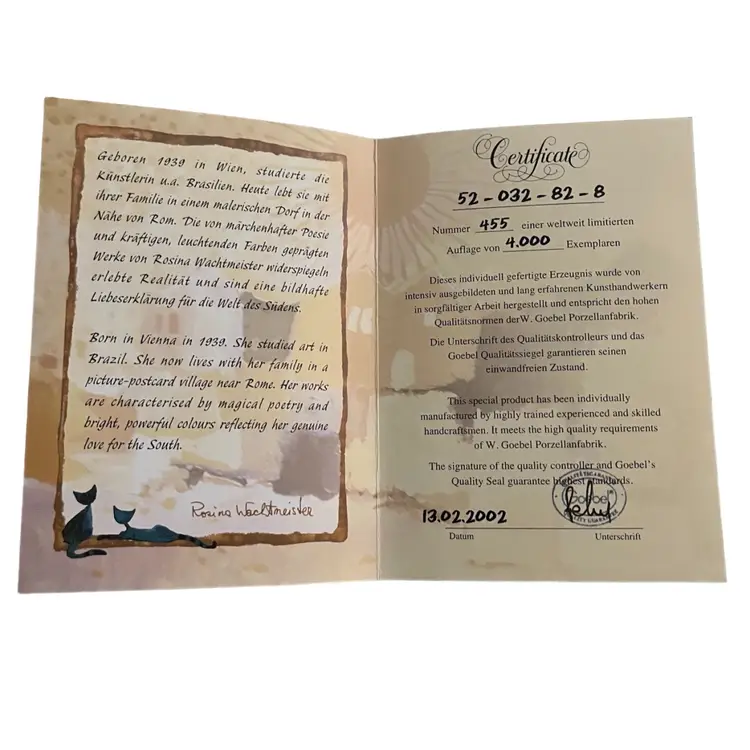 Geboren 1939 in Wien, studierte die
Künstlerin u.a. Brasilien. Heute lebt sie mit
ihrer Familie in einem malerischen Dorf in der
Nähe von Rom. Die von märchenhafter Poesie
und kräftigen, leuchtenden Farben geprägten
Werke von Rosina Wachtmeister widerspiegeln
erlebte Realität und sind eine bildhafte
Liebeserklärung für die Welt des Südens.
Born in Vienna in 1939. She studied art in
Brazil. She now lives with her family in a
picture-postcard village near Rome. Her works
are characterised by magical poetry and
bright, powerful colours reflecting her genuine
love for the South.
Rosina Wachtmeister
Certificate
52-032-82-8
Nummer 455 einer weltweit limitierten
Auflage von 4.000 Exemplaren
Dieses individuell gefertigte Erzeugnis wurde von
intensiv ausgebildeten und lang erfahrenen Kunsthandwerkern
in sorgfältiger Arbeit hergestellt und entspricht den hohen
Qualitätsnormen derW. Goebel Porzellanfabrik.
Die Unterschrift des Qualitätskontrolleurs und das
Goebel Qualitätssiegel garantieren seinen
einwandfreien Zustand.
This special product has been individually
manufactured by highly trained experienced and skilled
handcraftsmen. It meets the high quality requirements
of W. Goebel Porzellanfabrik.
The signature of the quality controller and Goebel's
Quality Seal guarantee highest standards.
Goebel
13.02.2002
Datum Unterschrift